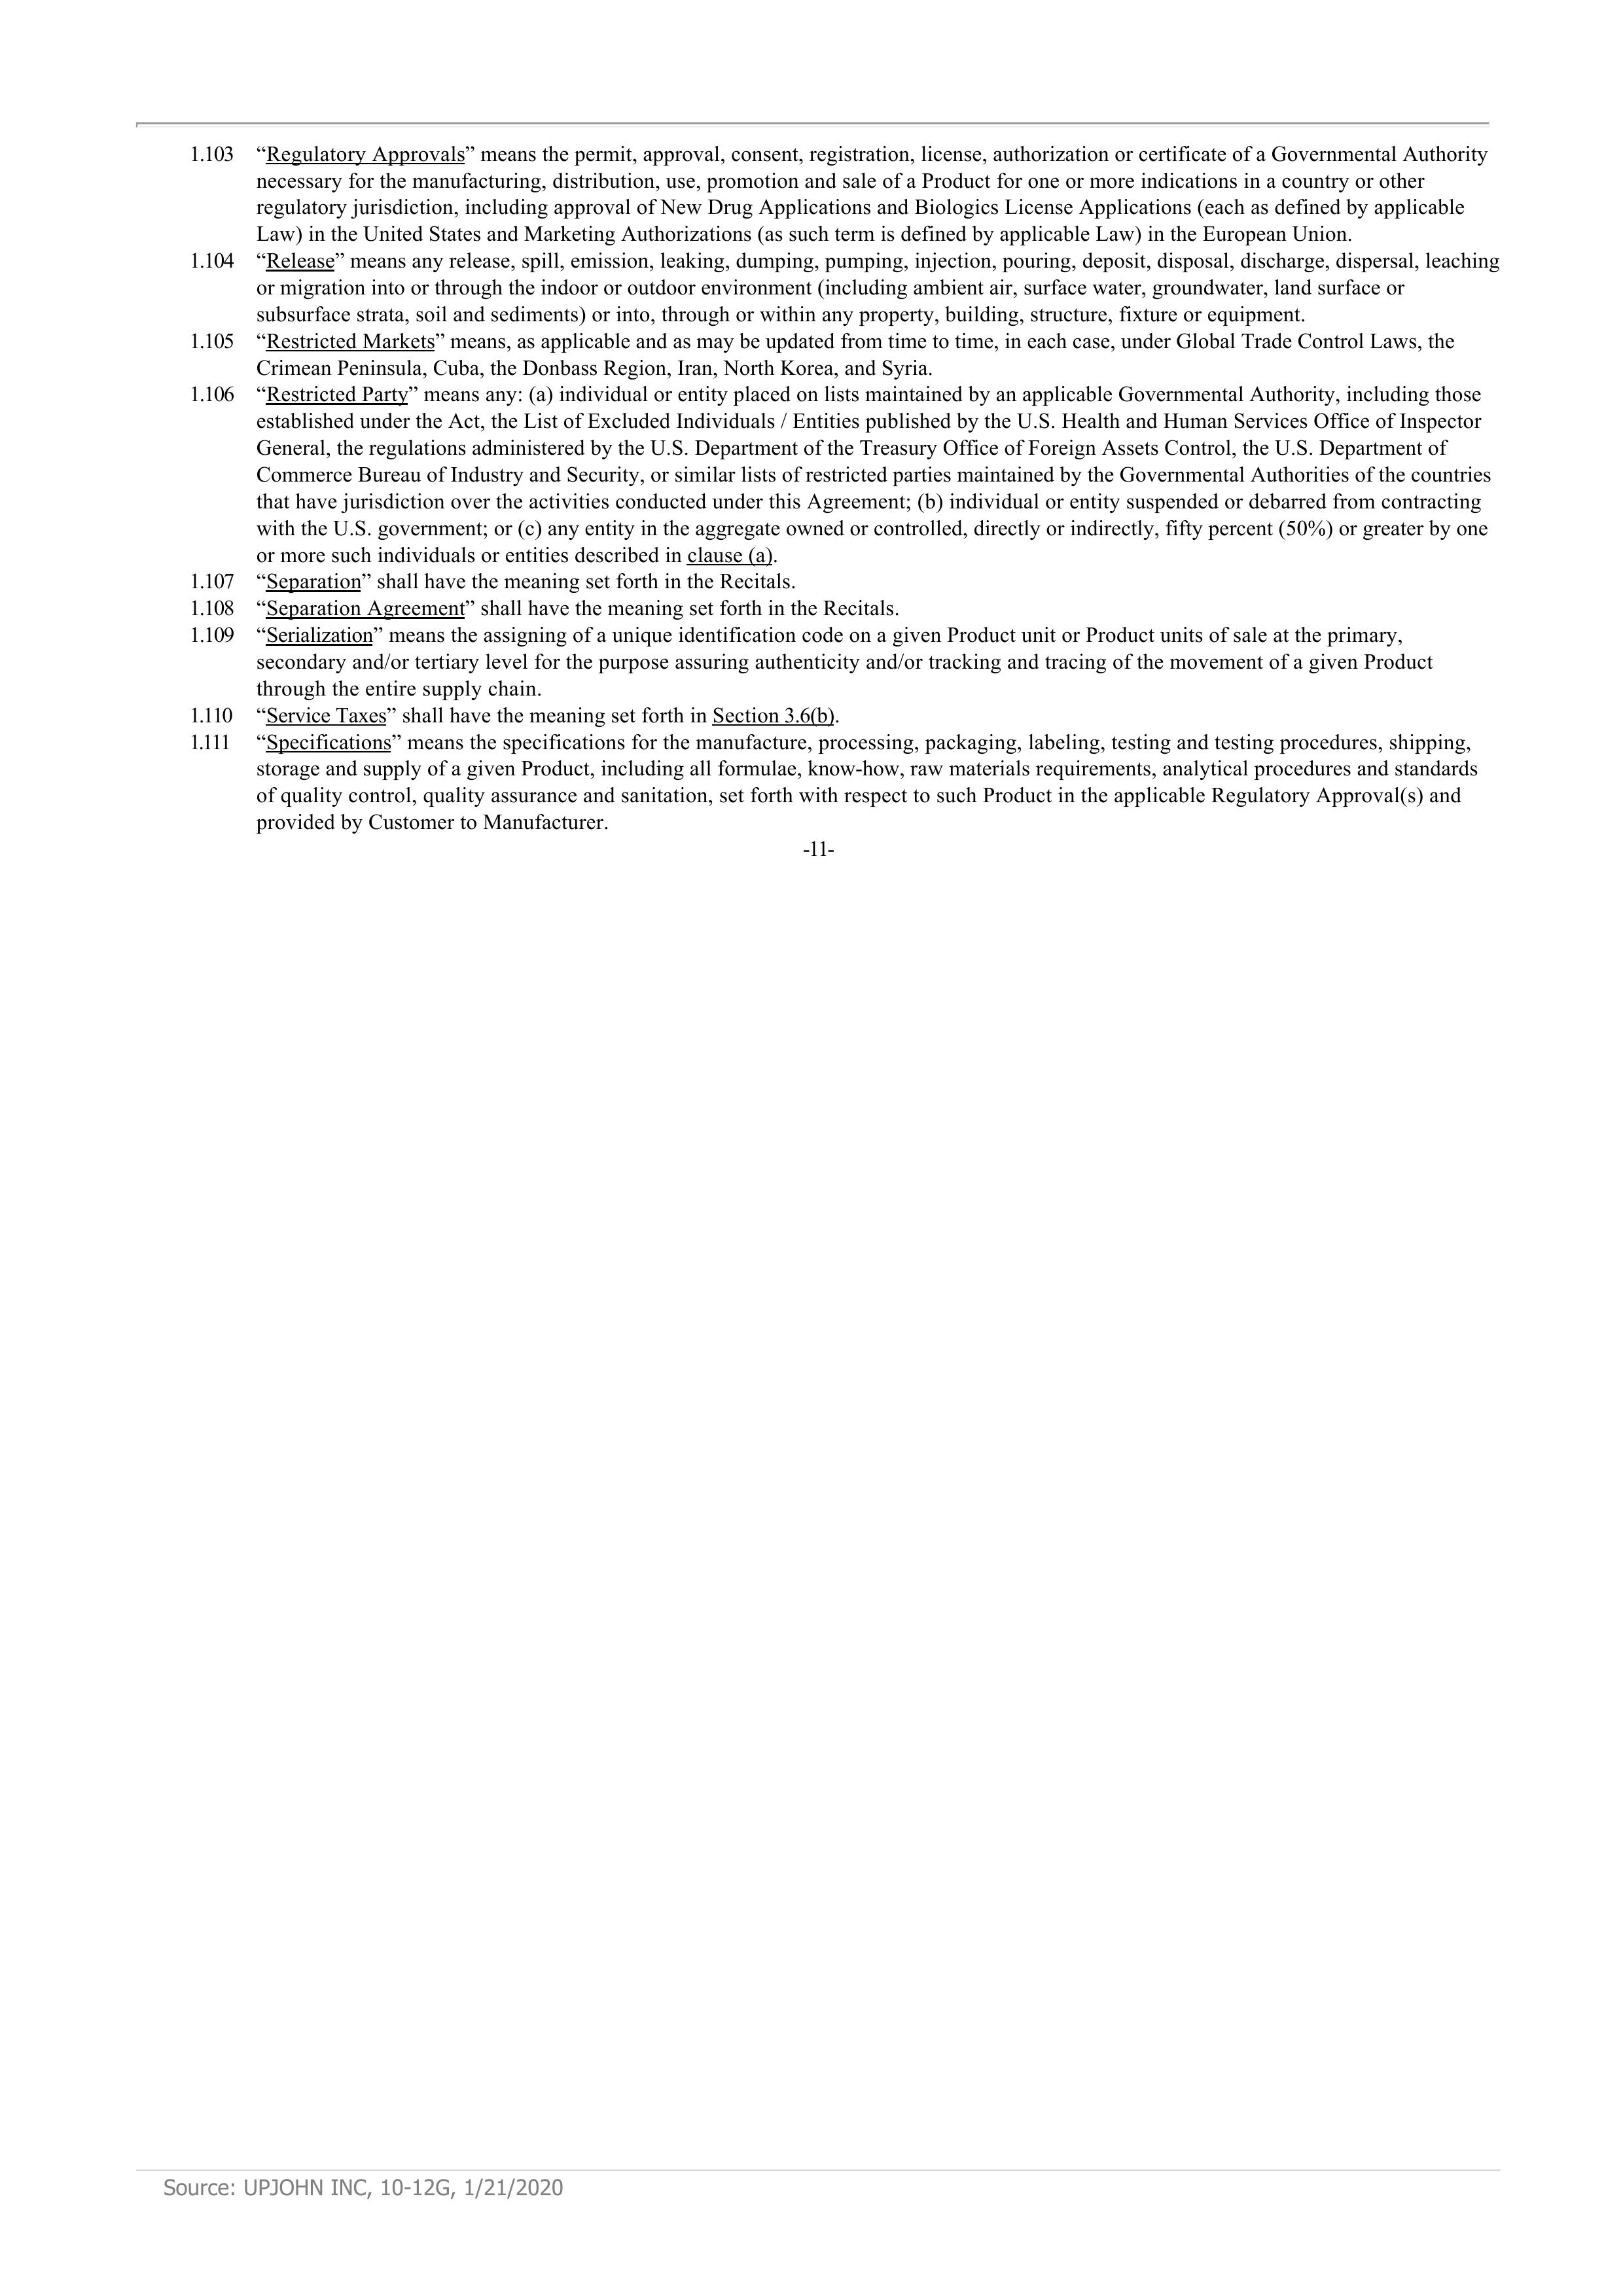 1.103 “Regulatory Approvals” means the permit, approval, consent, registration, license, authorization or certificate of a Governmental Authority
necessary for the manufacturing, distribution, use, promotion and sale of a Product for one or more indications in a country or other
regulatory jurisdiction, including approval of New Drug Applications and Biologics License Applications (each as defined by applicable
Law) in the United States and Marketing Authorizations (as such term is defined by applicable Law) in the European Union.
1.104 “Release” means any release, spill, emission, leaking, dumping, pumping, injection, pouring, deposit, disposal, discharge, dispersal, leaching
or migration into or through the indoor or outdoor environment (including ambient air, surface water, groundwater, land surface or
subsurface strata, soil and sediments) or into, through or within any property, building, structure, fixture or equipment.
1.105 “Restricted Markets” means, as applicable and as may be updated from time to time, in each case, under Global Trade Control Laws, the
Crimean Peninsula, Cuba, the Donbass Region, Iran, North Korea, and Syria.
1.106 “Restricted Party” means any: (a) individual or entity placed on lists maintained by an applicable Governmental Authority, including those
established under the Act, the List of Excluded Individuals / Entities published by the U.S. Health and Human Services Office of Inspector
General, the regulations administered by the U.S. Department of the Treasury Office of Foreign Assets Control, the U.S. Department of
Commerce Bureau of Industry and Security, or similar lists of restricted parties maintained by the Governmental Authorities of the countries
that have jurisdiction over the activities conducted under this Agreement; (b) individual or entity suspended or debarred from contracting
with the U.S. government; or (c) any entity in the aggregate owned or controlled, directly or indirectly, fifty percent (50%) or greater by one
or more such individuals or entities described in clause (a).
1.107 “Separation” shall have the meaning set forth in the Recitals.
1.108 “Separation Agreement” shall have the meaning set forth in the Recitals.
1.109 “Serialization” means the assigning of a unique identification code on a given Product unit or Product units of sale at the primary,
secondary and/or tertiary level for the purpose assuring authenticity and/or tracking and tracing of the movement of a given Product
through the entire supply chain.
1.110 “Service Taxes” shall have the meaning set forth in Section 3.6(b).
1.111 “Specifications” means the specifications for the manufacture, processing, packaging, labeling, testing and testing procedures, shipping,
storage and supply of a given Product, including all formulae, know-how, raw materials requirements, analytical procedures and standards
of quality control, quality assurance and sanitation, set forth with respect to such Product in the applicable Regulatory Approval(s) and
provided by Customer to Manufacturer.
-11-
Source: UPJOHN INC, 10-12G, 1/21/2020